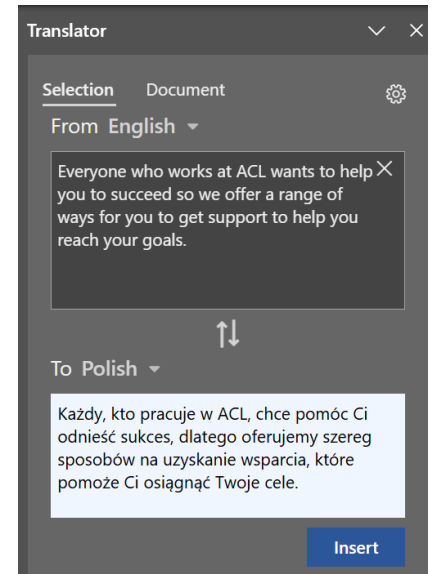 Translator
Selection Document
From English
Everyone who works at ACL wants to help
you to succeed so we offer a range of
ways for you to get support to help you
reach your goals.
To Polish
Każdy, kto pracuje w ACL, chce pomóc Ci
odnieść sukces, dlatego oferujemy szereg
sposobów na uzyskanie wsparcia, które
pomoże Ci osiągnąć Twoje cele.
Insert